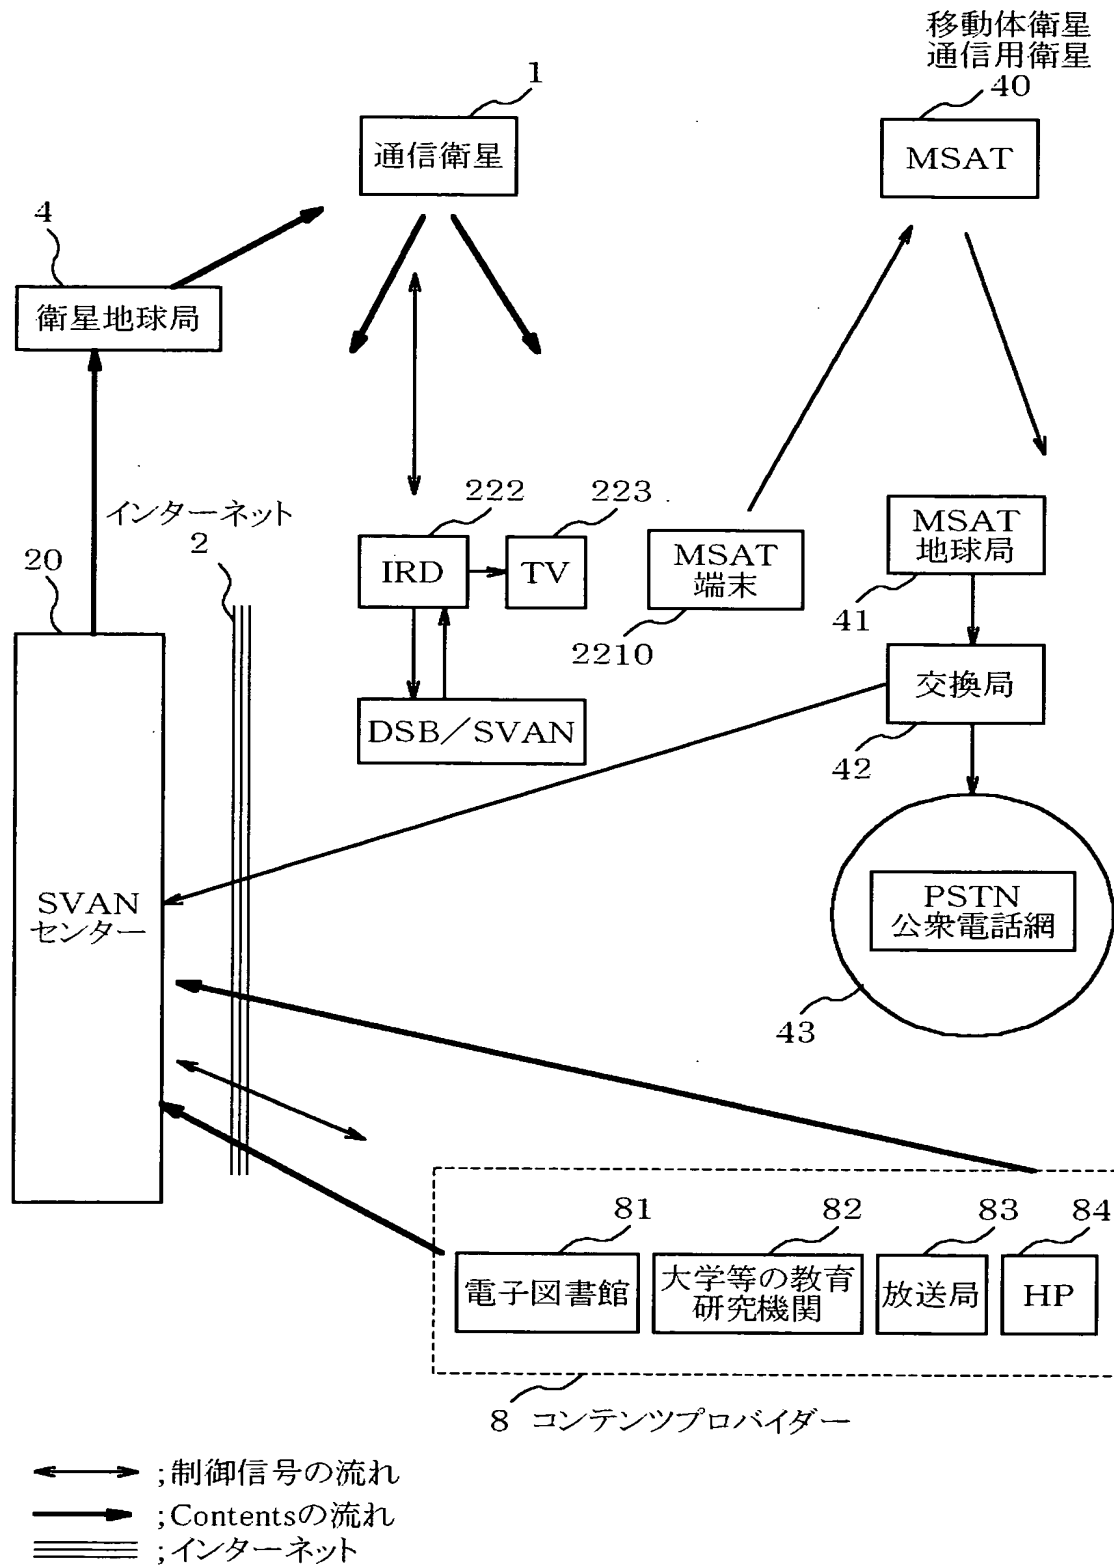 移動体衛星
通信用衛星
1
40
通信衛星
MSAT
4
衛星地球局
インターネット
2
20
222
223
IRD
TV
MSAT
端末
2210
MSAT
地球局
41
DSB／SVAN
交換局
42
SVAN
センター
PSTN
公衆電話網
43
81
82
83
84
電子図書館
大学等の教育
研究機関
放送局
HP
8 コンテンツプロバイダー
;制御信号の流れ
;Contentsの流れ
;インターネット